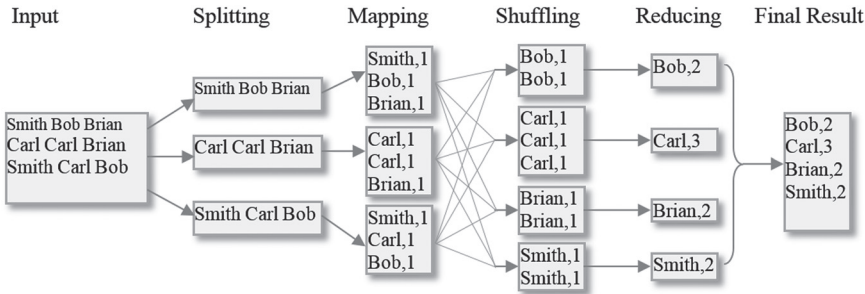 Input
Splitting
Mapping
Shuffling
Reducing
Final Result
Smith Bob Brian
Carl Carl Brian
Smith Carl Bob
Smith Bob Brian
Carl Carl Brian
Smith Carl Bob
Smith,1
Bob,1
Brian,1
Carl,1
Carl,1
Brian,1
Smith,1
Carl,1
Bob,1
Bob,1
Bob,1
Carl,1
Carl,1
Carl,1
Brian,1
Brian,1
Smith,1
Smith,1
Bob,2
Carl,3
Brian,2
Smith,2
Bob,2
Carl,3
Brian,2
Smith,2